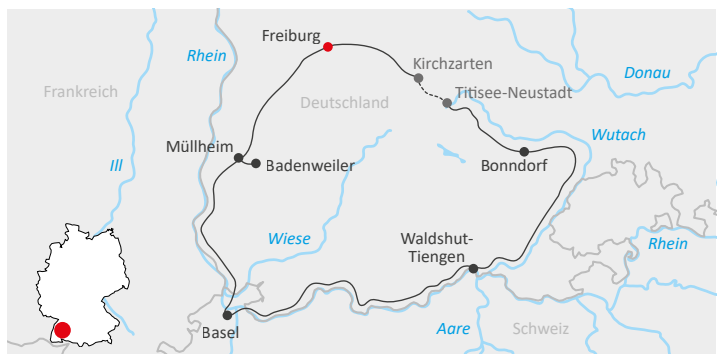 Freiburg
Rhein
Kirchzarten
Donau
Frankreich
Deutschland
Titisee-Neustadt
Wutach
Müllheim
Badenweiler
Bonndorf
Ill
Wiese
Waldshut-
Tiengen
Rhein
Basel
Aare
Schweiz